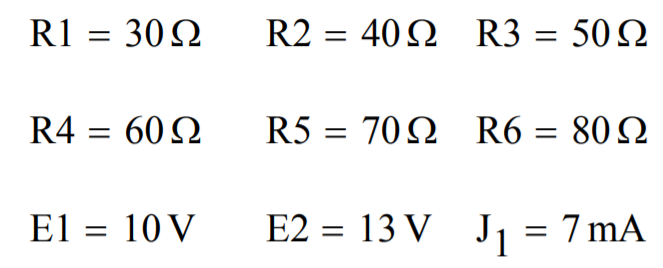 R1 = 30 Ω R2 = 40 Ω R3 = 50 Ω
R4 = 60 Ω R5 = 70 Ω R6 = 80 Ω
E1 = 10 V E2 = 13 V J₁ = 7 mA